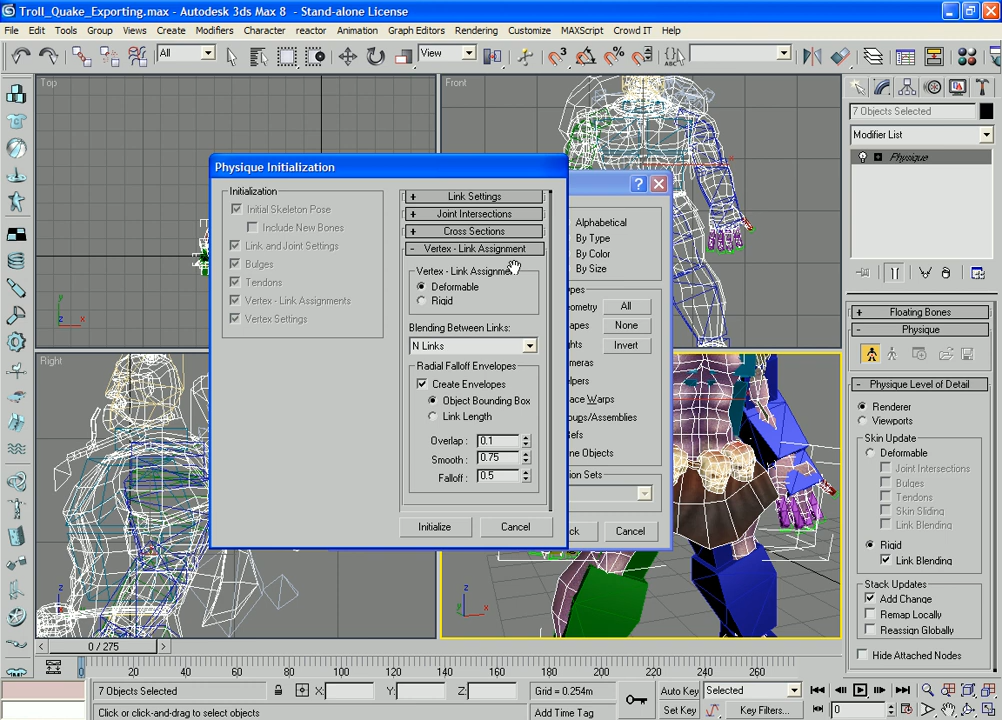 Troll_Quake_Exporting.max - Autodesk 3ds Max 8 - Stand-alone License
File Edit Tools Group Views Create Modifiers Character reactor Animation Graph Editors Rendering Customize MAXScript Crowd IT Help
All
View
Top
Front
Right
7 Objects Selected
Modifier List
Physique
Physique Initialization
Initialization
Initial Skeleton Pose
Include New Bones
Link and Joint Settings
Bulges
Tendons
Vertex - Link Assignments
Vertex Settings
+ Link Settings
+ Joint Intersections
+ Cross Sections
- Vertex - Link Assignment
Vertex - Link Assignm
Deformable
Rigid
Blending Between Links:
N Links
Radial Falloff Envelopes
Create Envelopes
Object Bounding Box
Link Length
Overlap : 0.1
Smooth : 0.75
Falloff : 0.5
Initialize
Cancel
Alphabetical
By Type
By Color
By Size
All
None
Invert
Cancel
+ Floating Bones
- Physique
- Physique Level of Detail
Renderer
Viewports
Skin Update
Deformable
Joint Intersections
Bulges
Tendons
Skin Sliding
Link Blending
Rigid
Link Blending
Stack Updates
Add Change
Remap Locally
Reassign Globally
Hide Attached Nodes
< 0 / 275 >
0 20 40 60 80 100 120 140 160 180 200 220 240 260
7 Objects Selected
X:
Y:
Z:
Grid = 0.254m
Auto Key
Selected
Click or click-and-drag to select objects
Add Time Tag
Set Key
Key Filters...
0